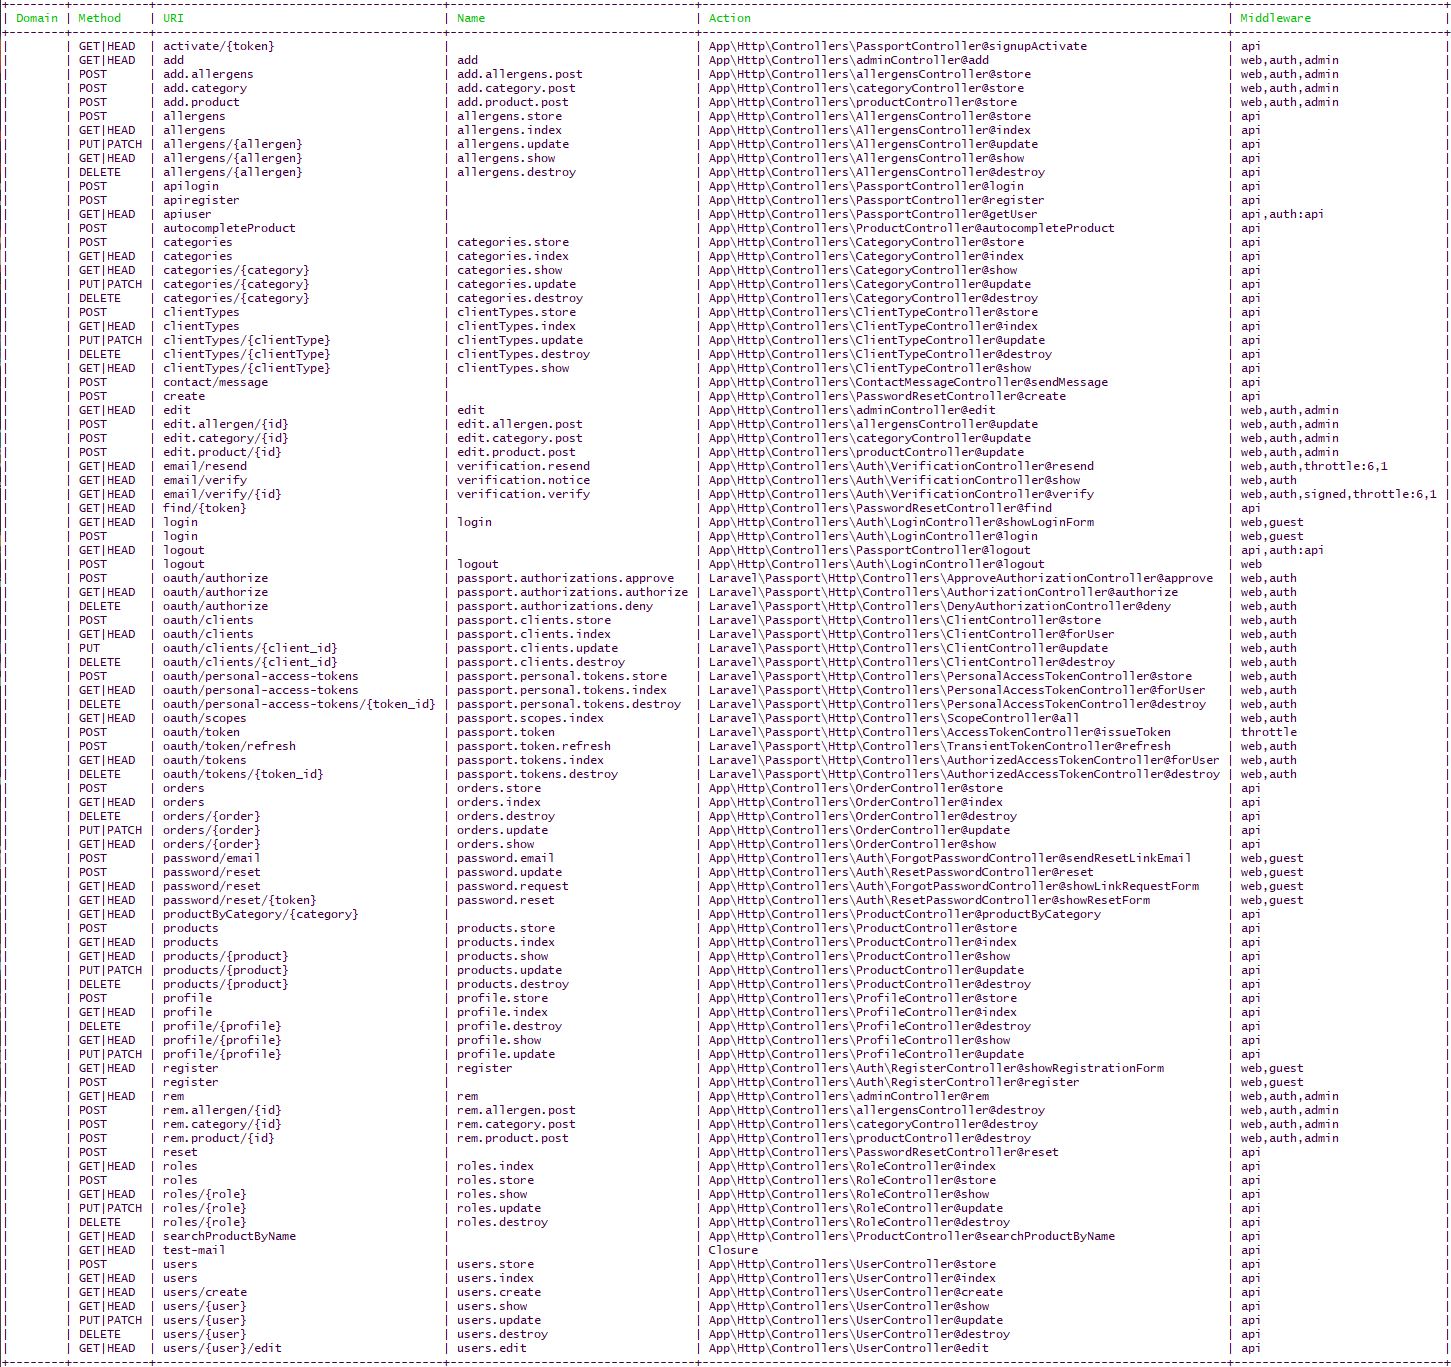 | Domain | Method | URI | Name | Action | Middleware |
| | GET|HEAD | activate/{token} | | App\Http\Controllers\PassportController@signupActivate | api |
| | GET|HEAD | add | add | App\Http\Controllers\adminController@add | web,auth,admin |
| | POST | add.allergens | add.allergens.post | App\Http\Controllers\allergensController@store | web,auth,admin |
| | POST | add.category | add.category.post | App\Http\Controllers\categoryController@store | web,auth,admin |
| | POST | add.product | add.product.post | App\Http\Controllers\productController@store | web,auth,admin |
| | POST | allergens | allergens.store | App\Http\Controllers\AllergensController@store | api |
| | GET|HEAD | allergens | allergens.index | App\Http\Controllers\AllergensController@index | api |
| | PUT|PATCH | allergens/{allergen} | allergens.update | App\Http\Controllers\AllergensController@update | api |
| | GET|HEAD | allergens/{allergen} | allergens.show | App\Http\Controllers\AllergensController@show | api |
| | DELETE | allergens/{allergen} | allergens.destroy | App\Http\Controllers\AllergensController@destroy | api |
| | POST | apilogin | | App\Http\Controllers\PassportController@login | api |
| | POST | apiregister | | App\Http\Controllers\PassportController@register | api |
| | GET|HEAD | apiuser | | App\Http\Controllers\PassportController@getUser | api,auth:api |
| | POST | autocompleteProduct | | App\Http\Controllers\ProductController@autocompleteProduct | api |
| | POST | categories | categories.store | App\Http\Controllers\CategoryController@store | api |
| | GET|HEAD | categories | categories.index | App\Http\Controllers\CategoryController@index | api |
| | GET|HEAD | categories/{category} | categories.show | App\Http\Controllers\CategoryController@show | api |
| | PUT|PATCH | categories/{category} | categories.update | App\Http\Controllers\CategoryController@update | api |
| | DELETE | categories/{category} | categories.destroy | App\Http\Controllers\CategoryController@destroy | api |
| | POST | clientTypes | clientTypes.store | App\Http\Controllers\ClientTypeController@store | api |
| | GET|HEAD | clientTypes | clientTypes.index | App\Http\Controllers\ClientTypeController@index | api |
| | PUT|PATCH | clientTypes/{clientType} | clientTypes.update | App\Http\Controllers\ClientTypeController@update | api |
| | DELETE | clientTypes/{clientType} | clientTypes.destroy | App\Http\Controllers\ClientTypeController@destroy | api |
| | GET|HEAD | clientTypes/{clientType} | clientTypes.show | App\Http\Controllers\ClientTypeController@show | api |
| | POST | contact/message | | App\Http\Controllers\ContactMessageController@sendMessage | api |
| | POST | create | | App\Http\Controllers\PasswordResetController@create | api |
| | GET|HEAD | edit | edit | App\Http\Controllers\adminController@edit | web,auth,admin |
| | POST | edit.allergen/{id} | edit.allergen.post | App\Http\Controllers\allergensController@update | web,auth,admin |
| | POST | edit.category/{id} | edit.category.post | App\Http\Controllers\categoryController@update | web,auth,admin |
| | POST | edit.product/{id} | edit.product.post | App\Http\Controllers\productController@update | web,auth,admin |
| | GET|HEAD | email/resend | verification.resend | App\Http\Controllers\Auth\VerificationController@resend | web,auth,throttle:6,1 |
| | GET|HEAD | email/verify | verification.notice | App\Http\Controllers\Auth\VerificationController@show | web,auth |
| | GET|HEAD | email/verify/{id} | verification.verify | App\Http\Controllers\Auth\VerificationController@verify | web,auth,signed,throttle:6,1 |
| | GET|HEAD | find/{token} | | App\Http\Controllers\PasswordResetController@find | api |
| | GET|HEAD | login | login | App\Http\Controllers\Auth\LoginController@showLoginForm | web,guest |
| | POST | login | | App\Http\Controllers\Auth\LoginController@login | web,guest |
| | GET|HEAD | logout | | App\Http\Controllers\PassportController@logout | api,auth:api |
| | POST | logout | logout | App\Http\Controllers\Auth\LoginController@logout | web |
| | POST | oauth/authorize | passport.authorizations.approve | Laravel\Passport\Http\Controllers\ApproveAuthorizationController@approve | web,auth |
| | GET|HEAD | oauth/authorize | passport.authorizations.authorize | Laravel\Passport\Http\Controllers\AuthorizationController@authorize | web,auth |
| | DELETE | oauth/authorize | passport.authorizations.deny | Laravel\Passport\Http\Controllers\DenyAuthorizationController@deny | web,auth |
| | POST | oauth/clients | passport.clients.store | Laravel\Passport\Http\Controllers\ClientController@store | web,auth |
| | GET|HEAD | oauth/clients | passport.clients.index | Laravel\Passport\Http\Controllers\ClientController@forUser | web,auth |
| | PUT | oauth/clients/{client_id} | passport.clients.update | Laravel\Passport\Http\Controllers\ClientController@update | web,auth |
| | DELETE | oauth/clients/{client_id} | passport.clients.destroy | Laravel\Passport\Http\Controllers\ClientController@destroy | web,auth |
| | POST | oauth/personal-access-tokens | passport.personal.tokens.store | Laravel\Passport\Http\Controllers\PersonalAccessTokenController@store | web,auth |
| | GET|HEAD | oauth/personal-access-tokens | passport.personal.tokens.index | Laravel\Passport\Http\Controllers\PersonalAccessTokenController@forUser | web,auth |
| | DELETE | oauth/personal-access-tokens/{token_id} | passport.personal.tokens.destroy | Laravel\Passport\Http\Controllers\PersonalAccessTokenController@destroy | web,auth |
| | GET|HEAD | oauth/scopes | passport.scopes.index | Laravel\Passport\Http\Controllers\ScopeController@all | web,auth |
| | POST | oauth/token | passport.token | Laravel\Passport\Http\Controllers\AccessTokenController@issueToken | throttle |
| | POST | oauth/token/refresh | passport.token.refresh | Laravel\Passport\Http\Controllers\TransientTokenController@refresh | web,auth |
| | GET|HEAD | oauth/tokens | passport.tokens.index | Laravel\Passport\Http\Controllers\AuthorizedAccessTokenController@forUser | web,auth |
| | DELETE | oauth/tokens/{token_id} | passport.tokens.destroy | Laravel\Passport\Http\Controllers\AuthorizedAccessTokenController@destroy | web,auth |
| | POST | orders | orders.store | App\Http\Controllers\OrderController@store | api |
| | GET|HEAD | orders | orders.index | App\Http\Controllers\OrderController@index | api |
| | DELETE | orders/{order} | orders.destroy | App\Http\Controllers\OrderController@destroy | api |
| | PUT|PATCH | orders/{order} | orders.update | App\Http\Controllers\OrderController@update | api |
| | GET|HEAD | orders/{order} | orders.show | App\Http\Controllers\OrderController@show | api |
| | POST | password/email | password.email | App\Http\Controllers\Auth\ForgotPasswordController@sendResetLinkEmail | web,guest |
| | POST | password/reset | password.update | App\Http\Controllers\Auth\ResetPasswordController@reset | web,guest |
| | GET|HEAD | password/reset | password.request | App\Http\Controllers\Auth\ForgotPasswordController@showLinkRequestForm | web,guest |
| | GET|HEAD | password/reset/{token} | password.reset | App\Http\Controllers\Auth\ResetPasswordController@showResetForm | web,guest |
| | GET|HEAD | productByCategory/{category} | | App\Http\Controllers\ProductController@productByCategory | api |
| | POST | products | products.store | App\Http\Controllers\ProductController@store | api |
| | GET|HEAD | products | products.index | App\Http\Controllers\ProductController@index | api |
| | GET|HEAD | products/{product} | products.show | App\Http\Controllers\ProductController@show | api |
| | PUT|PATCH | products/{product} | products.update | App\Http\Controllers\ProductController@update | api |
| | DELETE | products/{product} | products.destroy | App\Http\Controllers\ProductController@destroy | api |
| | POST | profile | profile.store | App\Http\Controllers\ProfileController@store | api |
| | GET|HEAD | profile | profile.index | App\Http\Controllers\ProfileController@index | api |
| | DELETE | profile/{profile} | profile.destroy | App\Http\Controllers\ProfileController@destroy | api |
| | GET|HEAD | profile/{profile} | profile.show | App\Http\Controllers\ProfileController@show | api |
| | PUT|PATCH | profile/{profile} | profile.update | App\Http\Controllers\ProfileController@update | api |
| | GET|HEAD | register | register | App\Http\Controllers\Auth\RegisterController@showRegistrationForm | web,guest |
| | POST | register | | App\Http\Controllers\Auth\RegisterController@register | web,guest |
| | GET|HEAD | rem | rem | App\Http\Controllers\adminController@rem | web,auth,admin |
| | POST | rem.allergen/{id} | rem.allergen.post | App\Http\Controllers\allergensController@destroy | web,auth,admin |
| | POST | rem.category/{id} | rem.category.post | App\Http\Controllers\categoryController@destroy | web,auth,admin |
| | POST | rem.product/{id} | rem.product.post | App\Http\Controllers\productController@destroy | web,auth,admin |
| | POST | reset | | App\Http\Controllers\PasswordResetController@reset | api |
| | GET|HEAD | roles | roles.index | App\Http\Controllers\RoleController@index | api |
| | POST | roles | roles.store | App\Http\Controllers\RoleController@store | api |
| | GET|HEAD | roles/{role} | roles.show | App\Http\Controllers\RoleController@show | api |
| | PUT|PATCH | roles/{role} | roles.update | App\Http\Controllers\RoleController@update | api |
| | DELETE | roles/{role} | roles.destroy | App\Http\Controllers\RoleController@destroy | api |
| | GET|HEAD | searchProductByName | | App\Http\Controllers\ProductController@searchProductByName | api |
| | GET|HEAD | test-mail | | Closure | api |
| | POST | users | users.store | App\Http\Controllers\UserController@store | api |
| | GET|HEAD | users | users.index | App\Http\Controllers\UserController@index | api |
| | GET|HEAD | users/create | users.create | App\Http\Controllers\UserController@create | api |
| | GET|HEAD | users/{user} | users.show | App\Http\Controllers\UserController@show | api |
| | PUT|PATCH | users/{user} | users.update | App\Http\Controllers\UserController@update | api |
| | DELETE | users/{user} | users.destroy | App\Http\Controllers\UserController@destroy | api |
| | GET|HEAD | users/{user}/edit | users.edit | App\Http\Controllers\UserController@edit | api |